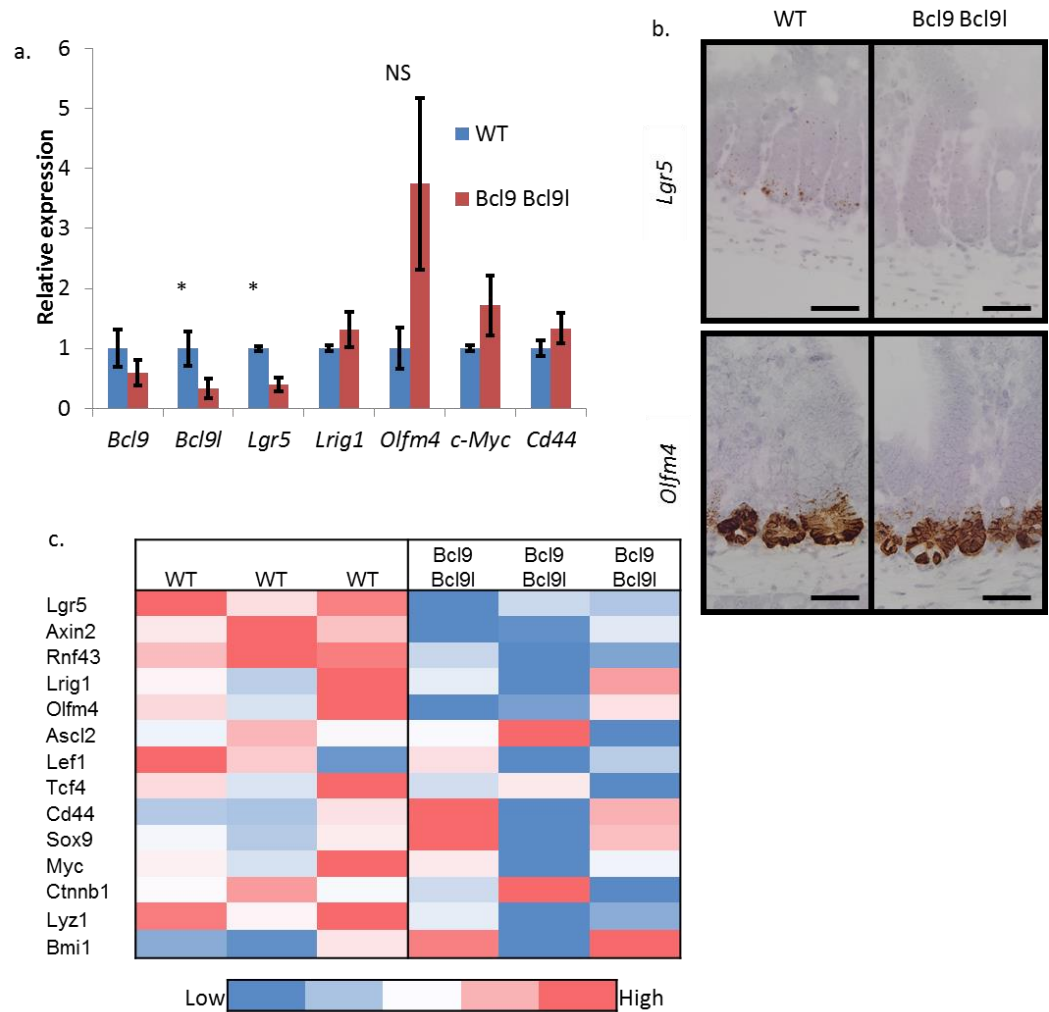 a.
6
5
4
3
2
1
0
Relative expression
NS
*
*
WT
Bcl9 Bcl9l
Bcl9 Bcl9l Lgr5 Lrig1 Olfm4 c-Myc Cd44
b.
WT Bcl9 Bcl9l
Lgr5
Olfm4
c.
WT WT WT Bcl9 Bcl9 Bcl9
Bcl9l Bcl9l Bcl9l
Lgr5
Axin2
Rnf43
Lrig1
Olfm4
Ascl2
Lef1
Tcf4
Cd44
Sox9
Myc
Ctnnb1
Lyz1
Bmi1
Low High